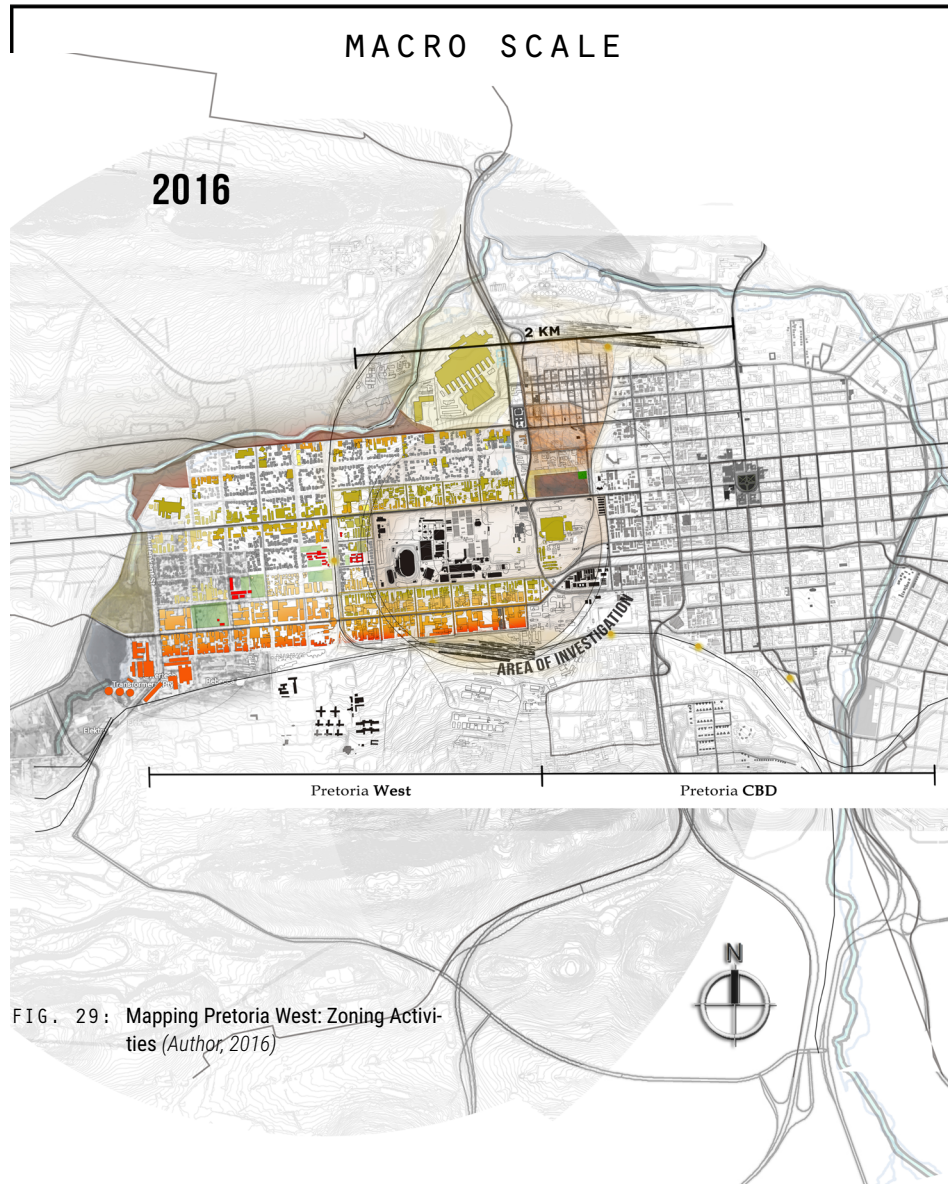 MACRO SCALE
2016
2 KM
AREA OF INVESTIGATION
Pretoria West
Pretoria CBD
N
FIG. 29: Mapping Pretoria West: Zoning Activi-
ties (Author, 2016)